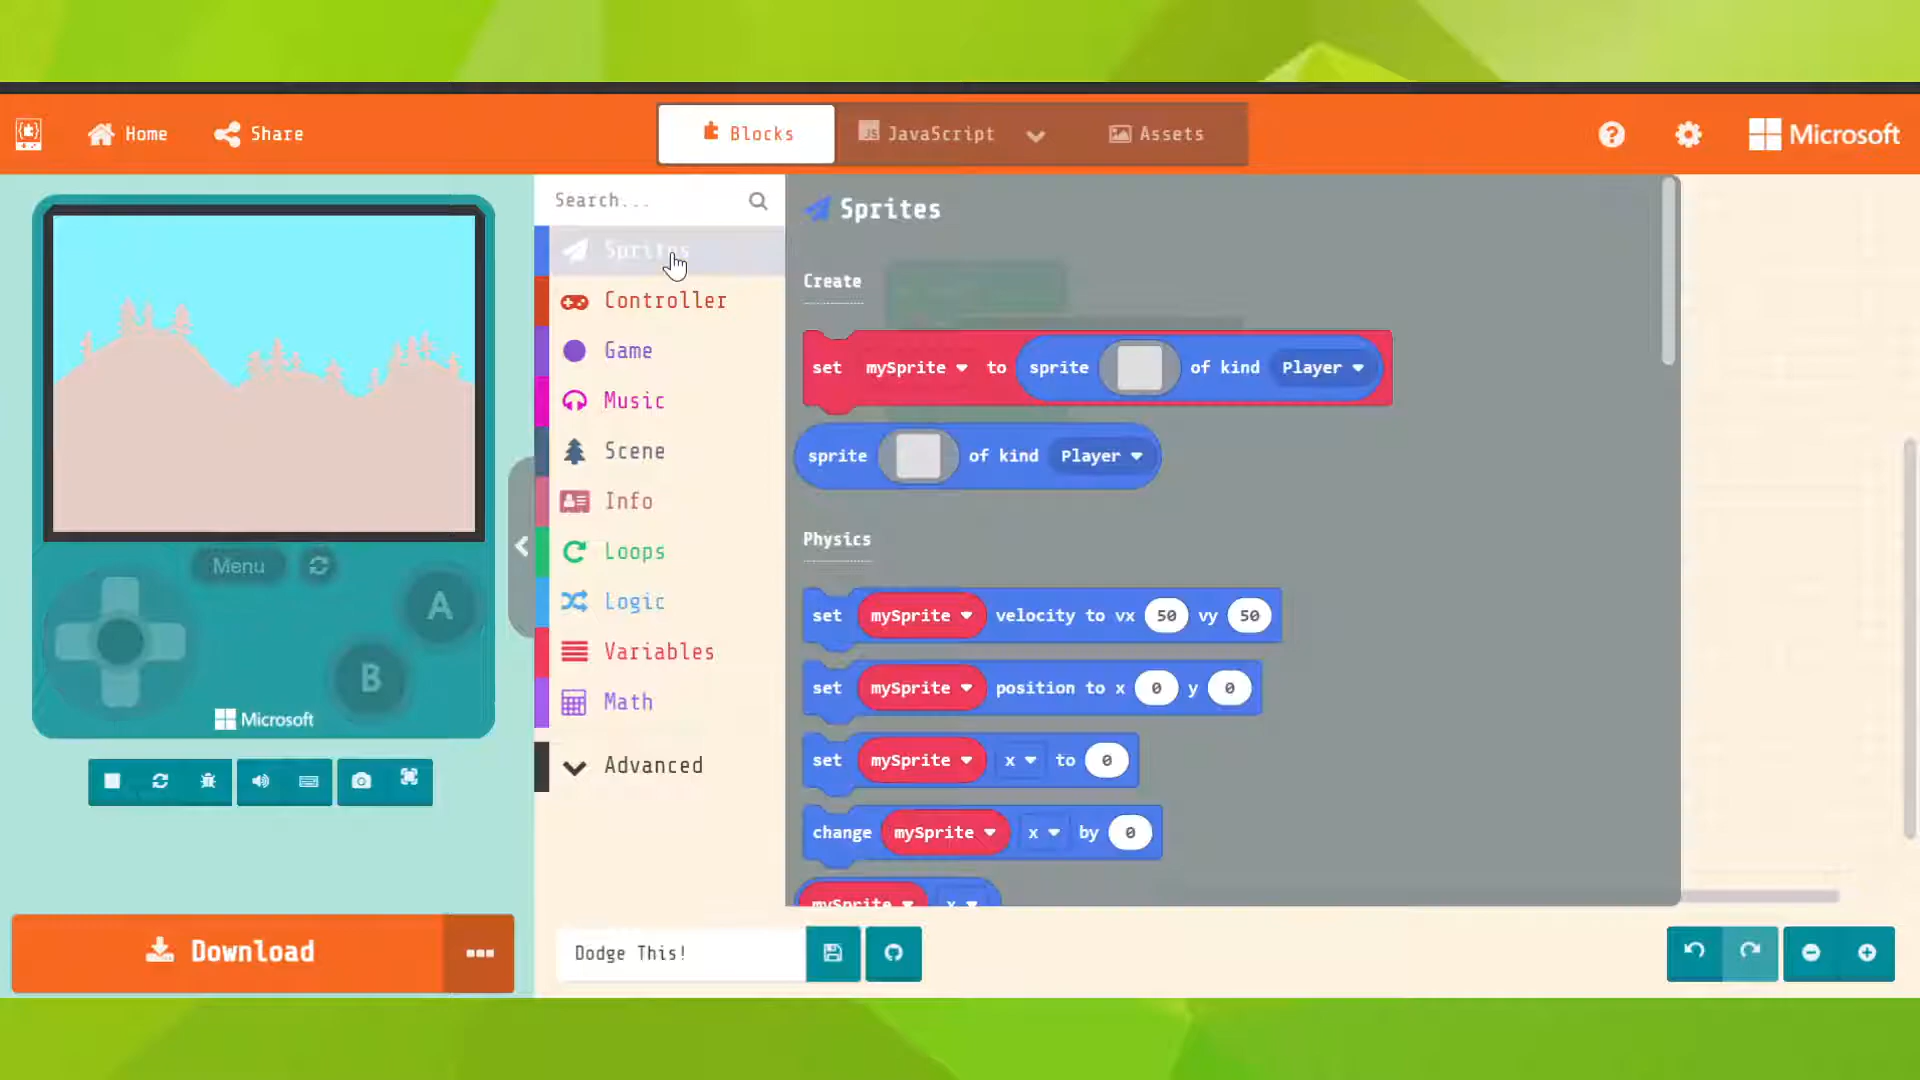 Home
Share
Blocks
JS JavaScript
Assets
Microsoft
Search...
Sprites
Controller
Game
Music
Scene
Info
Loops
Logic
Variables
Math
Advanced
Menu
A
B
Microsoft
Download
Sprites
Create
set mySprite to sprite of kind Player
sprite of kind Player
Physics
set mySprite velocity to vx 50 vy 50
set mySprite position to x 0 y 0
set mySprite x to 0
change mySprite x by 0
mySprite x
Dodge This!